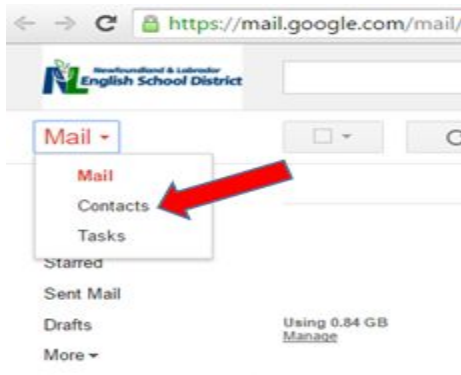 https://mail.google.com/mail/
Newfoundland & Labrador
English School District
Mail
Mail
Contacts
Tasks
Starred
Sent Mail
Drafts
More
Using 0.84 GB
Manage